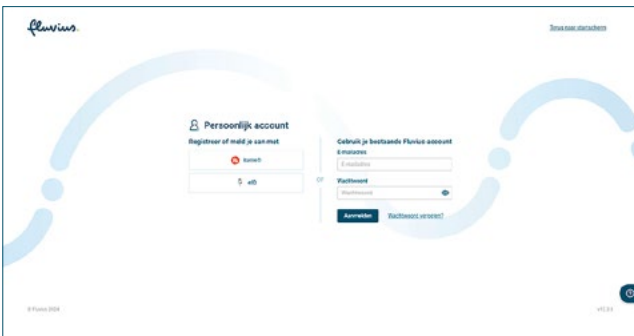 fluvius.
Terug naar startscherm
Persoonlijk account
Registreer of meld je aan met
itsme®
eID
or
Gebruik je bestaande Fluvius account
E-mailadres
E-mailadres
Wachtwoord
Wachtwoord
Aanmelden
Wachtwoord vergeten?
© Fluvius 2024